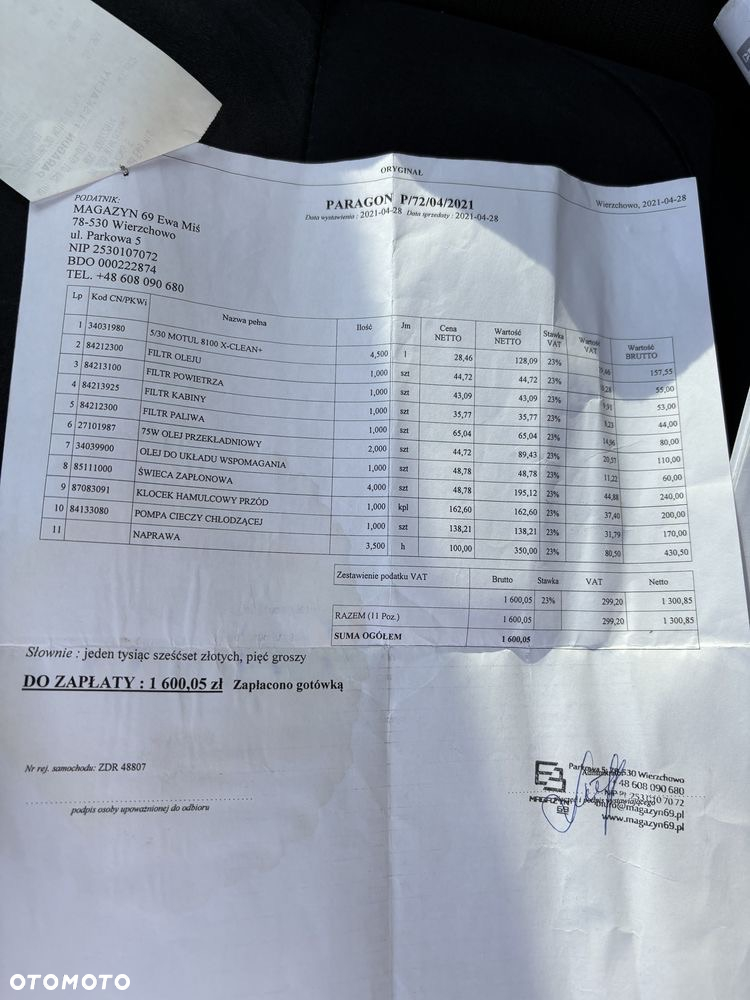 ORYGINAŁ
PODATNIK:
MAGAZYN 69 Ewa Miś
78-530 Wierzchowo
ul. Parkowa 5
NIP 2530107072
BDO 000222874
TEL. +48 608 090 680
PARAGON P/72/04/2021
Data wystawienia : 2021-04-28 Data sprzedaży : 2021-04-28
Wierzchowo, 2021-04-28
Lp Kod CN/PKWi Nazwa pełna Ilość Jm Cena NETTO Wartość NETTO Stawka VAT Wartość VAT Wartość BRUTTO
1 34031980 5/30 MOTUL 8100 X-CLEAN+ 4,500 l 28,46 128,09 23% 157,55
2 84212300 FILTR OLEJU 1,000 szt 44,72 44,72 23% 55,00
3 84213100 FILTR POWIETRZA 1,000 szt 43,09 43,09 23% 9,91 53,00
4 84213925 FILTR KABINY 1,000 szt 35,77 35,77 23% 8,23 44,00
5 84212300 FILTR PALIWA 1,000 szt 65,04 65,04 23% 14,96 80,00
6 27101987 75W OLEJ PRZEKŁADNIOWY 2,000 szt 44,72 89,43 23% 20,57 110,00
7 34039900 OLEJ DO UKŁADU WSPOMAGANIA 1,000 szt 48,78 48,78 23% 11,22 60,00
8 85111000 ŚWIECA ZAPŁONOWA 4,000 szt 48,78 195,12 23% 44,88 240,00
9 87083091 KLOCEK HAMULCOWY PRZÓD 1,000 kpl 162,60 162,60 23% 37,40 200,00
10 84133080 POMPA CIECZY CHŁODZĄCEJ 1,000 szt 138,21 138,21 23% 31,79 170,00
11 NAPRAWA 3,500 h 100,00 350,00 23% 80,50 430,50
Zestawienie podatku VAT Brutto Stawka VAT Netto
1 600,05 23% 299,20 1 300,85
RAZEM (11 Poz.) 1 600,05 299,20 1 300,85
SUMA OGÓŁEM 1 600,05
Słownie : jeden tysiąc sześćset złotych, pięć groszy
DO ZAPŁATY : 1 600,05 zł Zapłacono gotówką
Nr rej. samochodu: ZDR 48807
podpis osoby upoważnionej do odbioru
MAGAZYN 69
Parkowa 5, 78-530 Wierzchowo
48 608 090 680
NIP PL 2530107072
biuro@magazyn69.pl
www.magazyn69.pl
OTOMOTO